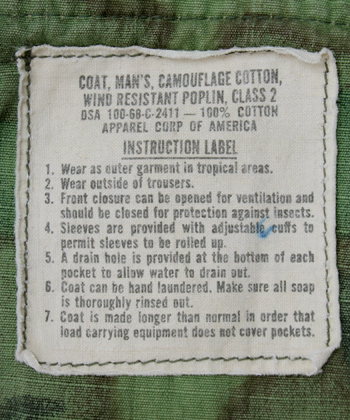 COAT, MAN'S, CAMOUFLAGE COTTON,
WIND RESISTANT POPLIN, CLASS 2
DSA 100-68-C-2411 — 100% COTTON
APPAREL CORP OF AMERICA
INSTRUCTION LABEL
1. Wear as outer garment in tropical areas.
2. Wear outside of trousers.
3. Front closure can be opened for ventilation and
should be closed for protection against insects.
4. Sleeves are provided with adjustable cuffs to
permit sleeves to be rolled up.
5. A drain hole is provided at the bottom of each
pocket to allow water to drain out.
6. Coat can be hand laundered. Make sure all soap
is thoroughly rinsed out.
7. Coat is made longer than normal in order that
load carrying equipment does not cover pockets.